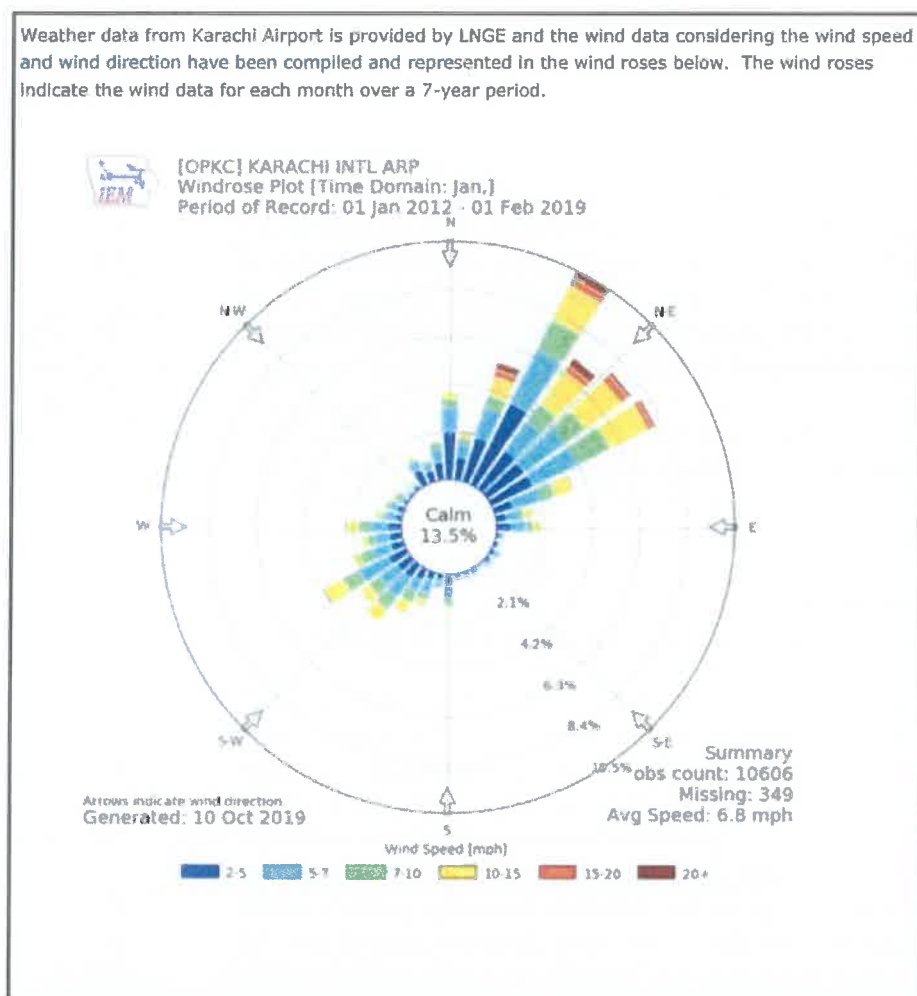 Weather data from Karachi Airport is provided by LNGE and the wind data considering the wind speed
and wind direction have been compiled and represented in the wind roses below. The wind roses
indicate the wind data for each month over a 7-year period.
IEM
[OPKC] KARACHI INTL ARP
Windrose Plot [Time Domain: Jan,]
Period of Record: 01 Jan 2012 - 01 Feb 2019
N
N-W
N-E
Calm
13.5%
W
E
2.1%
4.2%
6.3%
8.4%
10.5%
S-W
S-E
S
Summary
obs count: 10606
Missing: 349
Avg Speed: 6.8 mph
Arrows indicate wind direction.
Generated: 10 Oct 2019
Wind Speed [mph]
2-5 5-7 7-10 10-15 15-20 20+